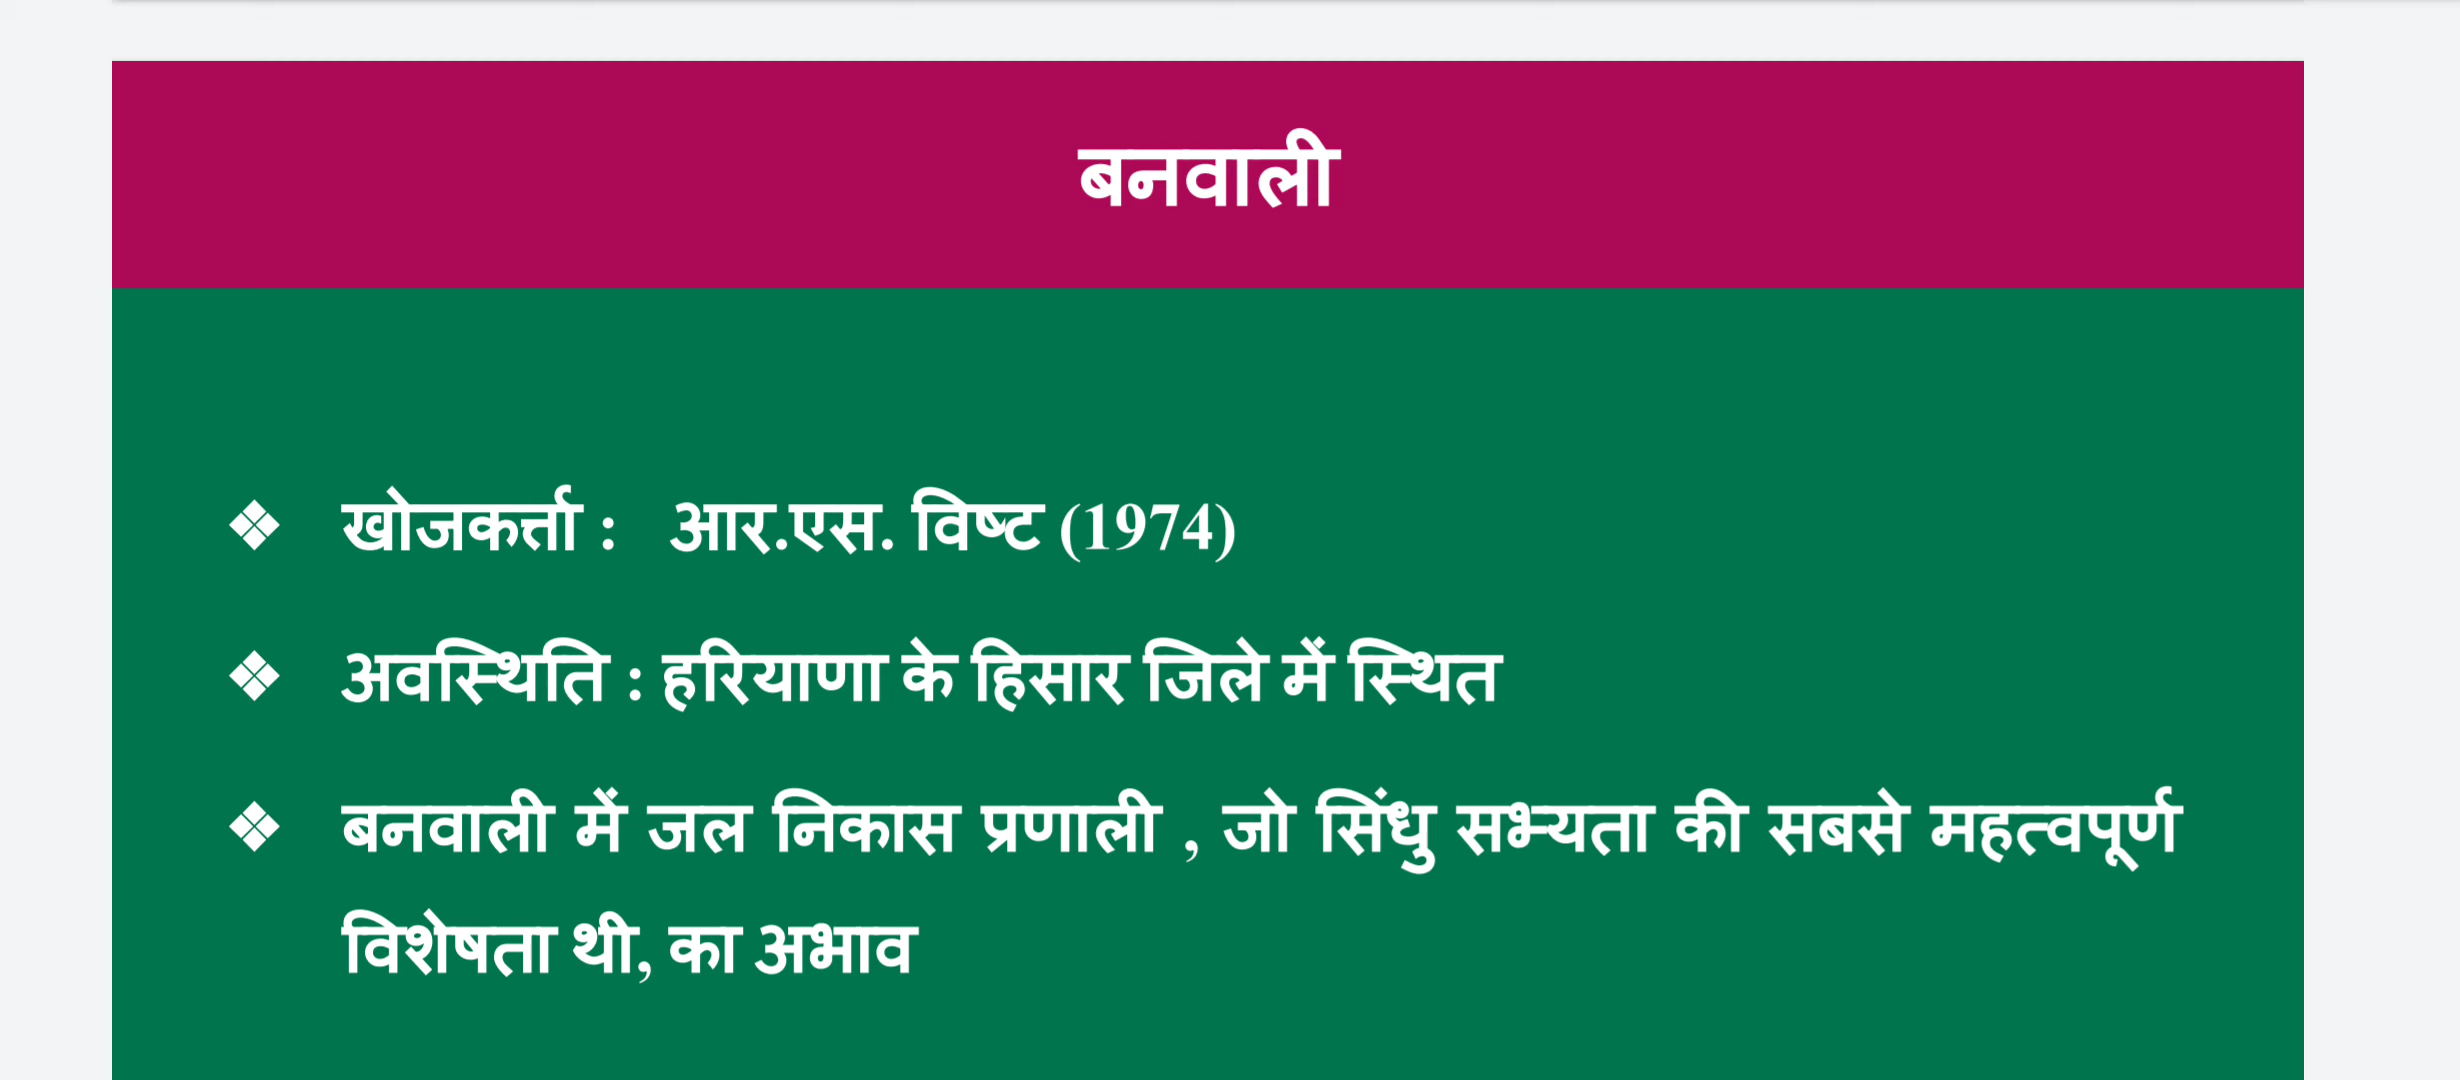 बनवाली
❖ खोजकर्ता : आर.एस. विष्ट (1974)
❖ अवस्थिति : हरियाणा के हिसार जिले में स्थित
❖ बनवाली में जल निकास प्रणाली , जो सिंधु सभ्यता की सबसे महत्वपूर्ण
विशेषता थी, का अभाव